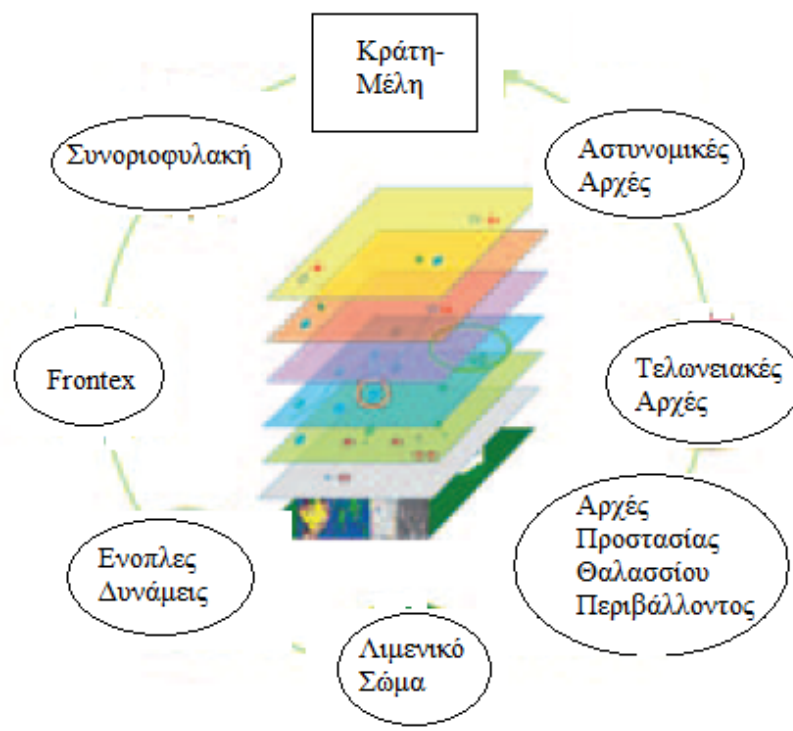 Κράτη-
Μέλη
Συνοριοφυλακή
Αστυνομικές
Αρχές
Frontex
Τελωνειακές
Αρχές
Αρχές
Προστασίας
Θαλασσίου
Περιβάλλοντος
Ενοπλες
Δυνάμεις
Λιμενικό
Σώμα